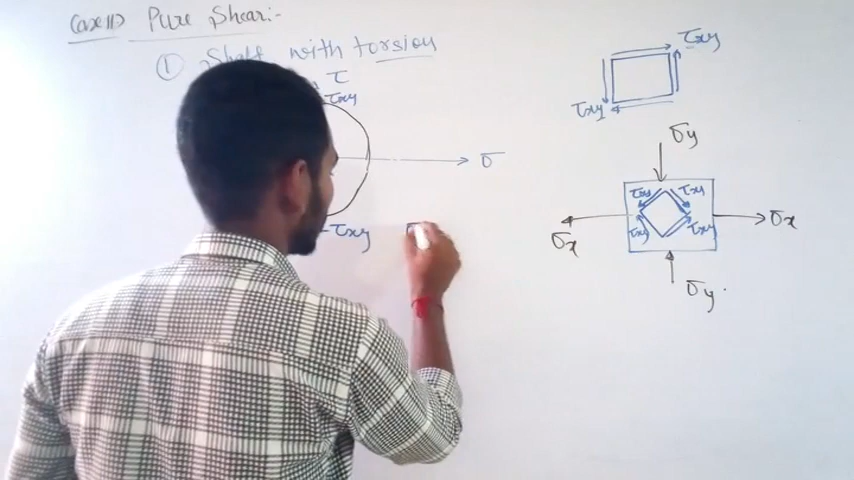 Case II) Pure Shear:-
① Shaft with torsion
τ
τxy
σ
-τxy
σ
τxy
τxy
σy
τxy τxy
σx τxy τxy σx
σy